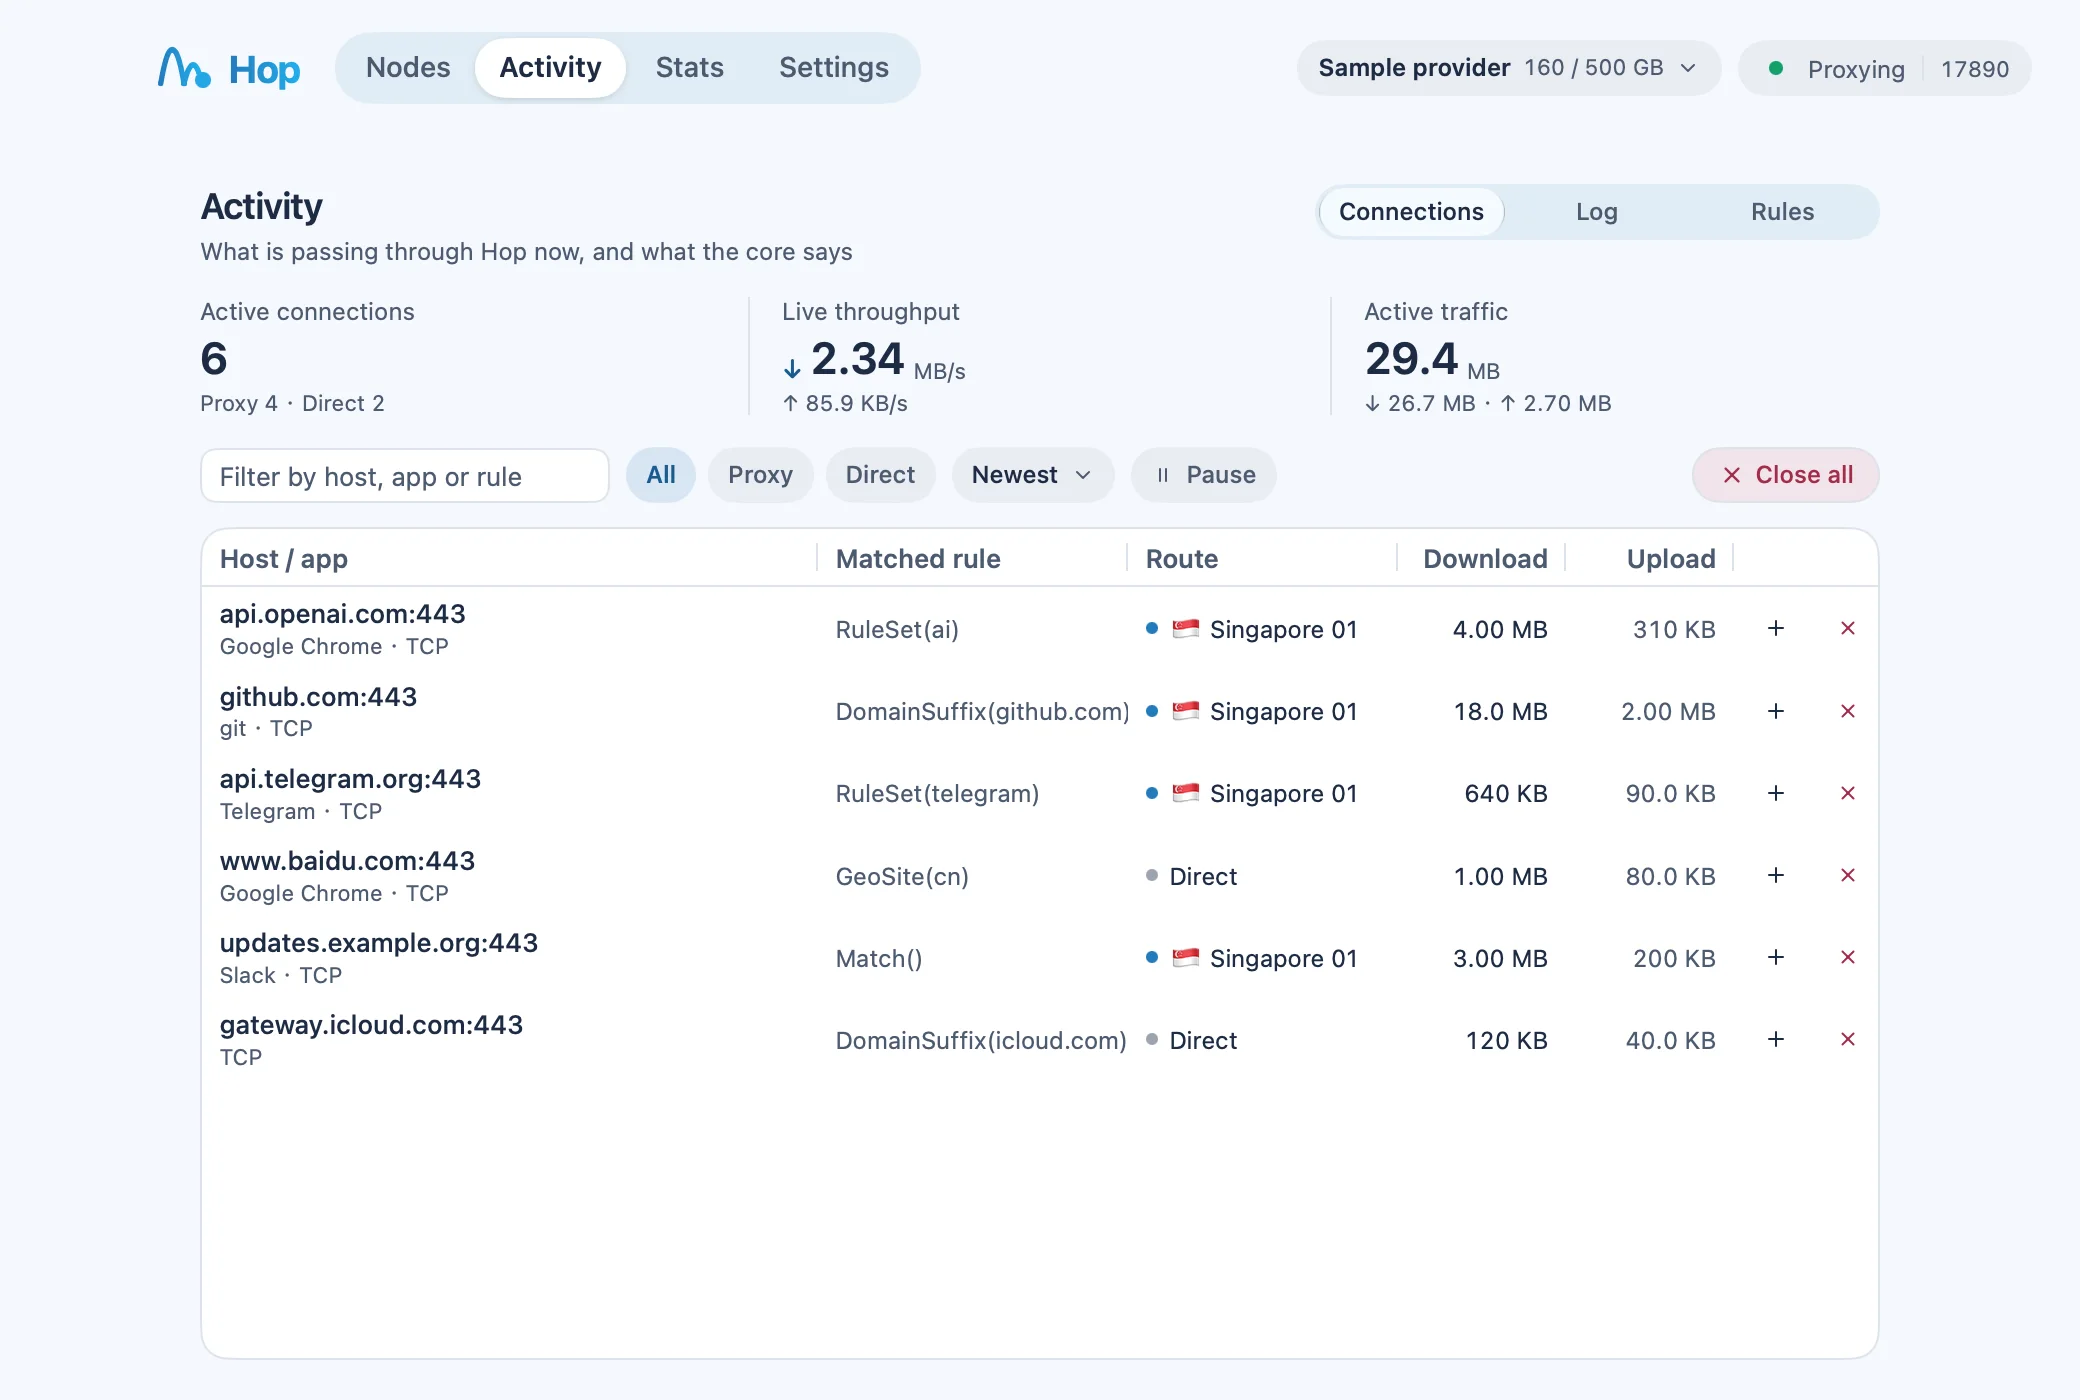 Hop Nodes Activity Stats Settings Sample provider 160 / 500 GB Proxying 17890
Activity Connections Log Rules
What is passing through Hop now, and what the core says
Active connections Live throughput Active traffic
6 ↓ 2.34 MB/s 29.4 MB
Proxy 4 · Direct 2 ↑ 85.9 KB/s ↓ 26.7 MB · ↑ 2.70 MB
Filter by host, app or rule All Proxy Direct Newest Pause Close all
Host / app Matched rule Route Download Upload
api.openai.com:443
Google Chrome · TCP RuleSet(ai) Singapore 01 4.00 MB 310 KB
github.com:443
git · TCP DomainSuffix(github.com) Singapore 01 18.0 MB 2.00 MB
api.telegram.org:443
Telegram · TCP RuleSet(telegram) Singapore 01 640 KB 90.0 KB
www.baidu.com:443
Google Chrome · TCP GeoSite(cn) Direct 1.00 MB 80.0 KB
updates.example.org:443
Slack · TCP Match() Singapore 01 3.00 MB 200 KB
gateway.icloud.com:443
TCP DomainSuffix(icloud.com) Direct 120 KB 40.0 KB